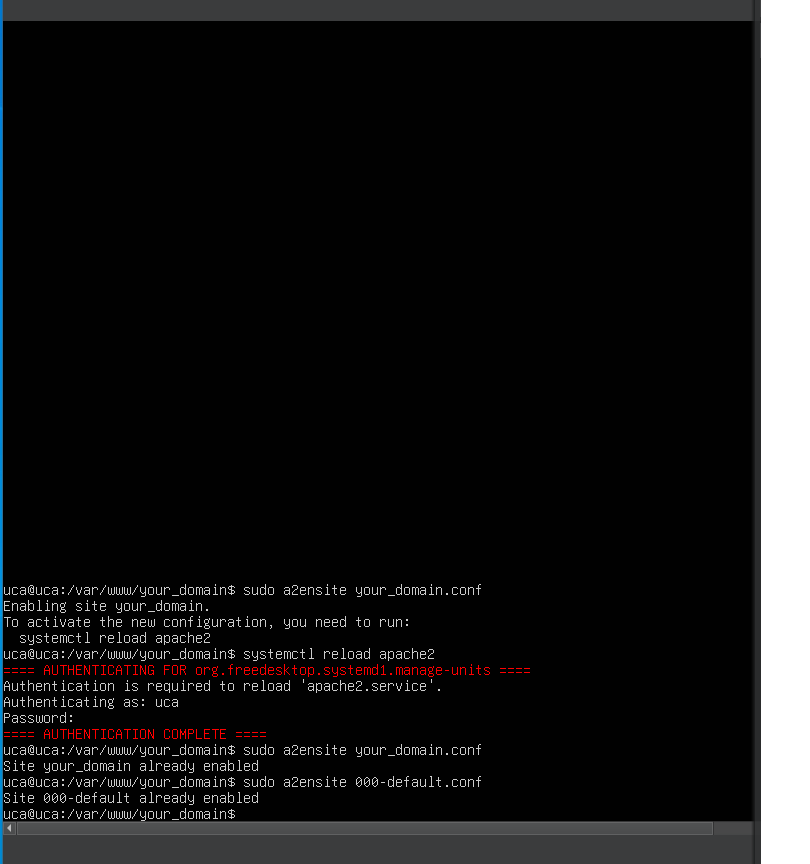 uca@uca:/var/www/your_domain$ sudo a2ensite your_domain.conf
Enabling site your_domain.
To activate the new configuration, you need to run:
  systemctl reload apache2
uca@uca:/var/www/your_domain$ systemctl reload apache2
==== AUTHENTICATING FOR org.freedesktop.systemd1.manage-units ====
Authentication is required to reload 'apache2.service'.
Authenticating as: uca
Password:
==== AUTHENTICATION COMPLETE ====
uca@uca:/var/www/your_domain$ sudo a2ensite your_domain.conf
Site your_domain already enabled
uca@uca:/var/www/your_domain$ sudo a2ensite 000-default.conf
Site 000-default already enabled
uca@uca:/var/www/your_domain$